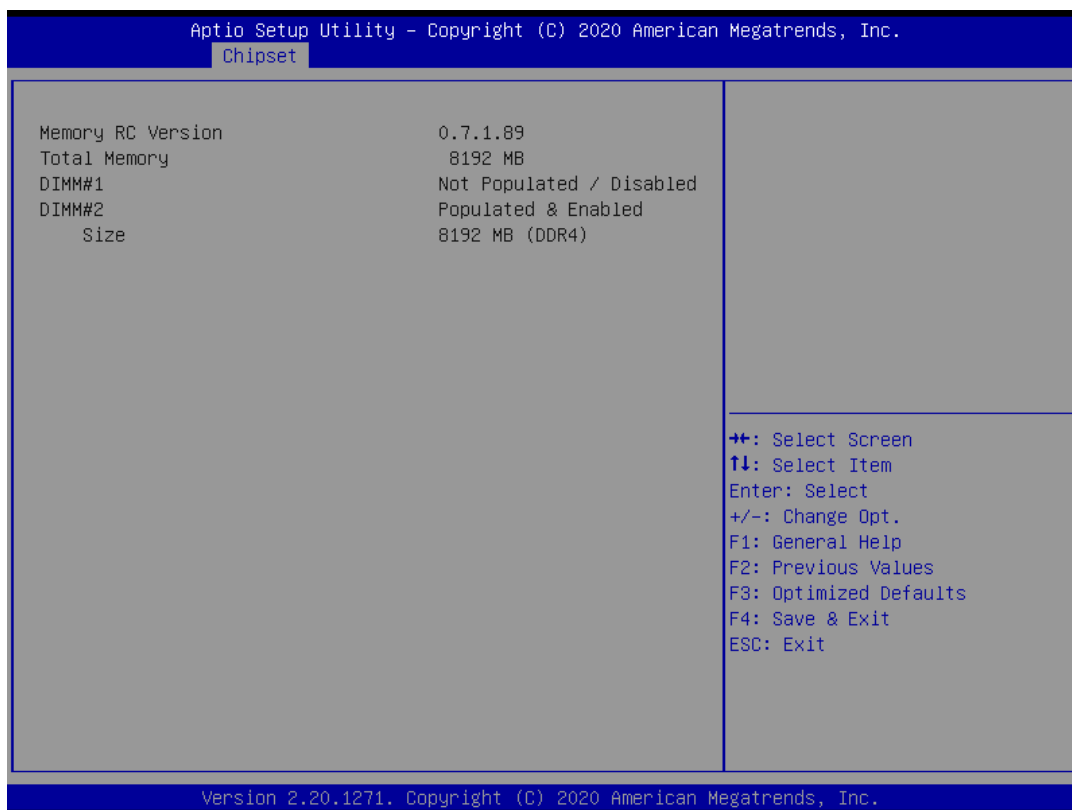 Aptio Setup Utility – Copyright (C) 2020 American Megatrends, Inc.
Chipset
Memory RC Version 0.7.1.89
Total Memory 8192 MB
DIMM#1 Not Populated / Disabled
DIMM#2 Populated & Enabled
Size 8192 MB (DDR4)
→←: Select Screen
↑↓: Select Item
Enter: Select
+/-: Change Opt.
F1: General Help
F2: Previous Values
F3: Optimized Defaults
F4: Save & Exit
ESC: Exit
Version 2.20.1271. Copyright (C) 2020 American Megatrends, Inc.